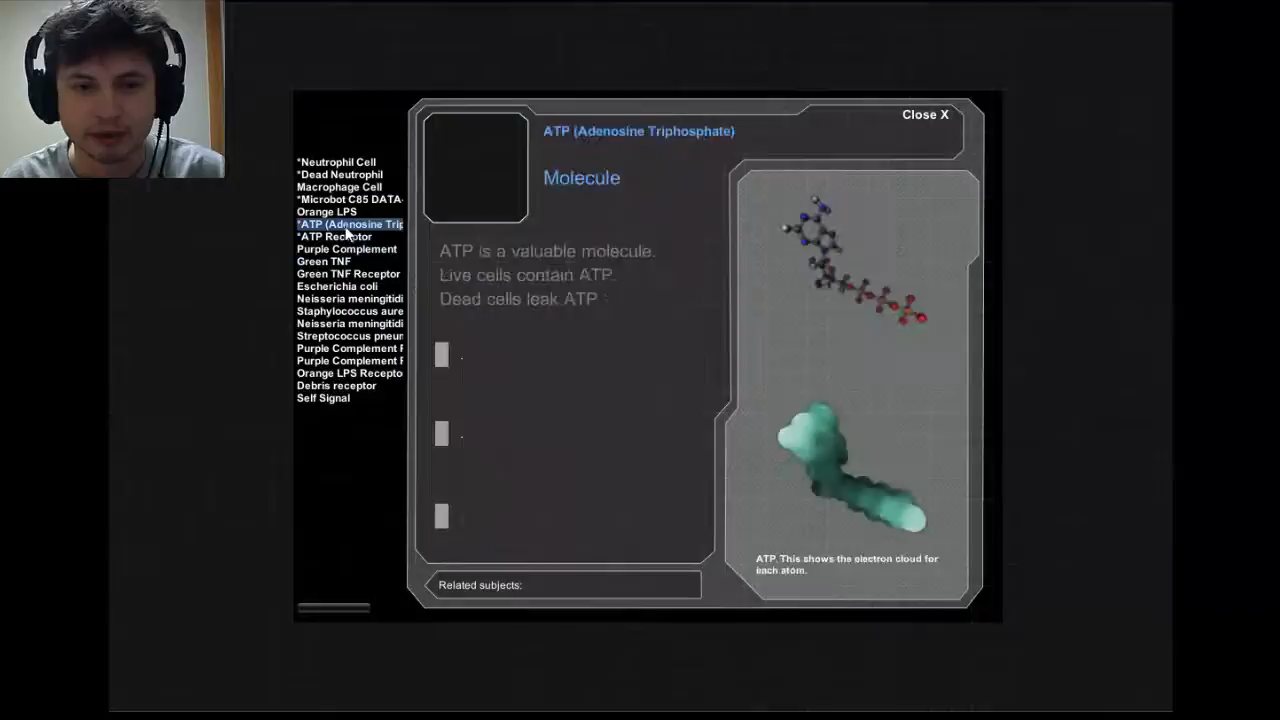 *Neutrophil Cell
*Dead Neutrophil
Macrophage Cell
*Microbot C85 DATA-
Orange LPS
*ATP (Adenosine Trip
*ATP Receptor
Purple Complement
Green TNF
Green TNF Receptor
Escherichia coli
Neisseria meningitidi
Staphylococcus aure
Neisseria meningitidi
Streptococcus pneun
Purple Complement F
Purple Complement F
Orange LPS Recepto
Debris receptor
Self Signal
Close X
ATP (Adenosine Triphosphate)
Molecule
ATP is a valuable molecule.
Live cells contain ATP.
Dead cells leak ATP
ATP. This shows the electron cloud for
each atom.
Related subjects: